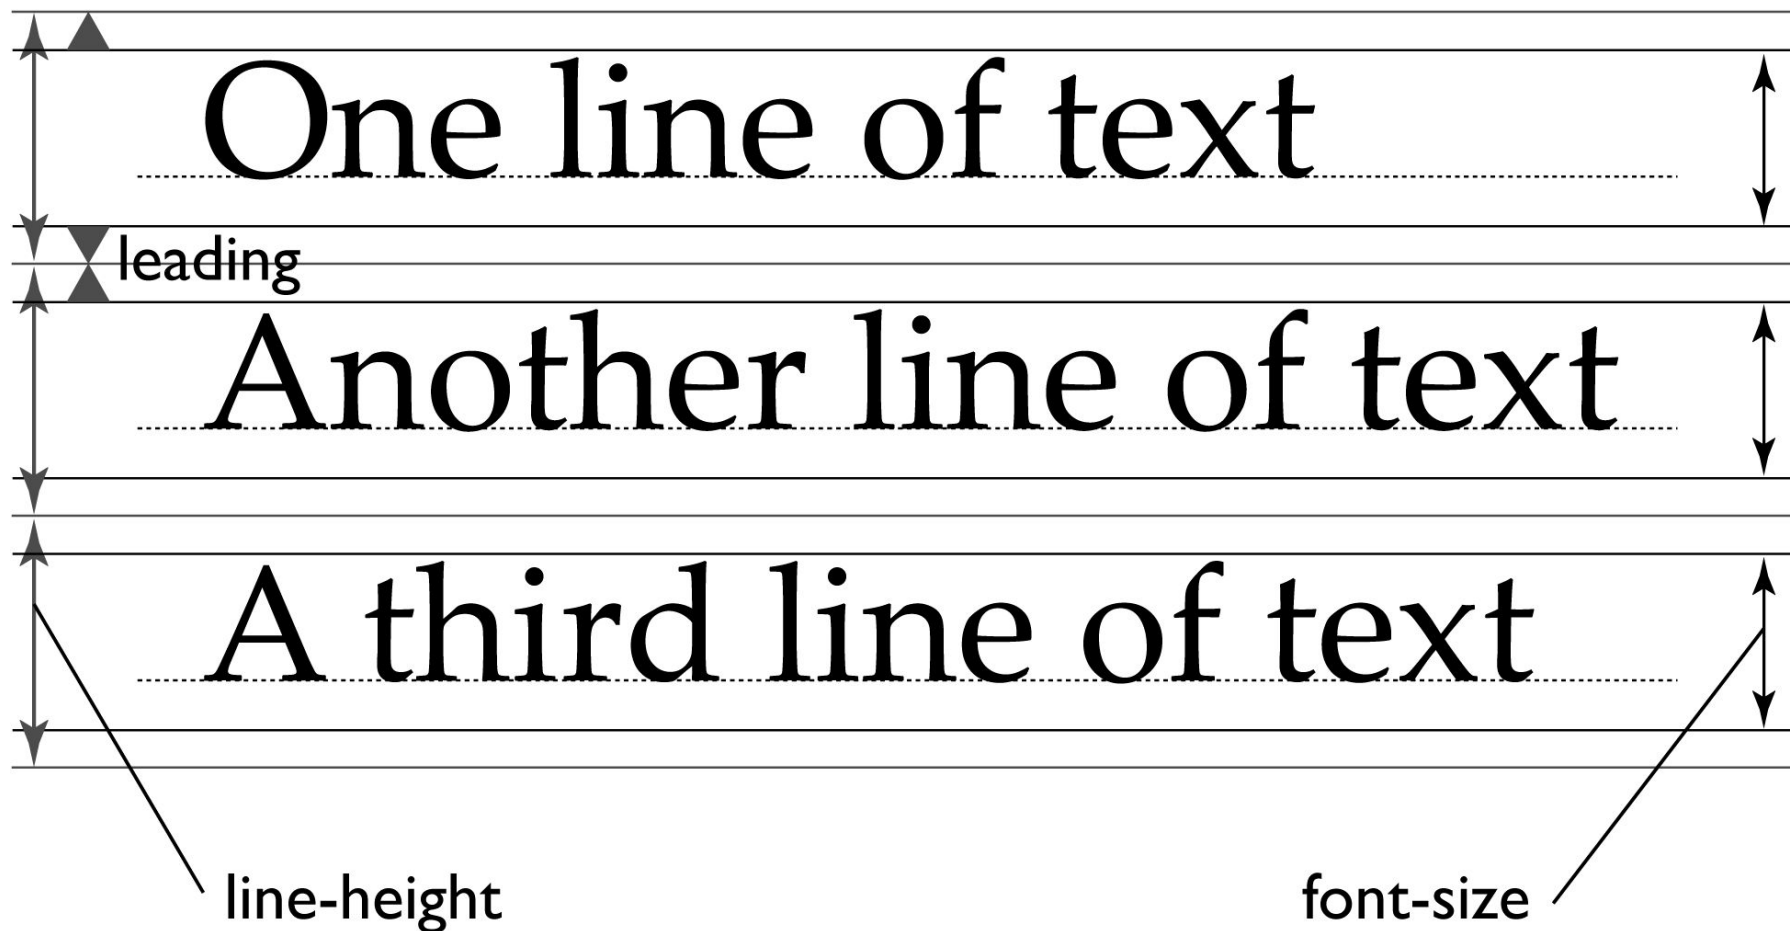 One line of text
leading
Another line of text
A third line of text
line-height
font-size